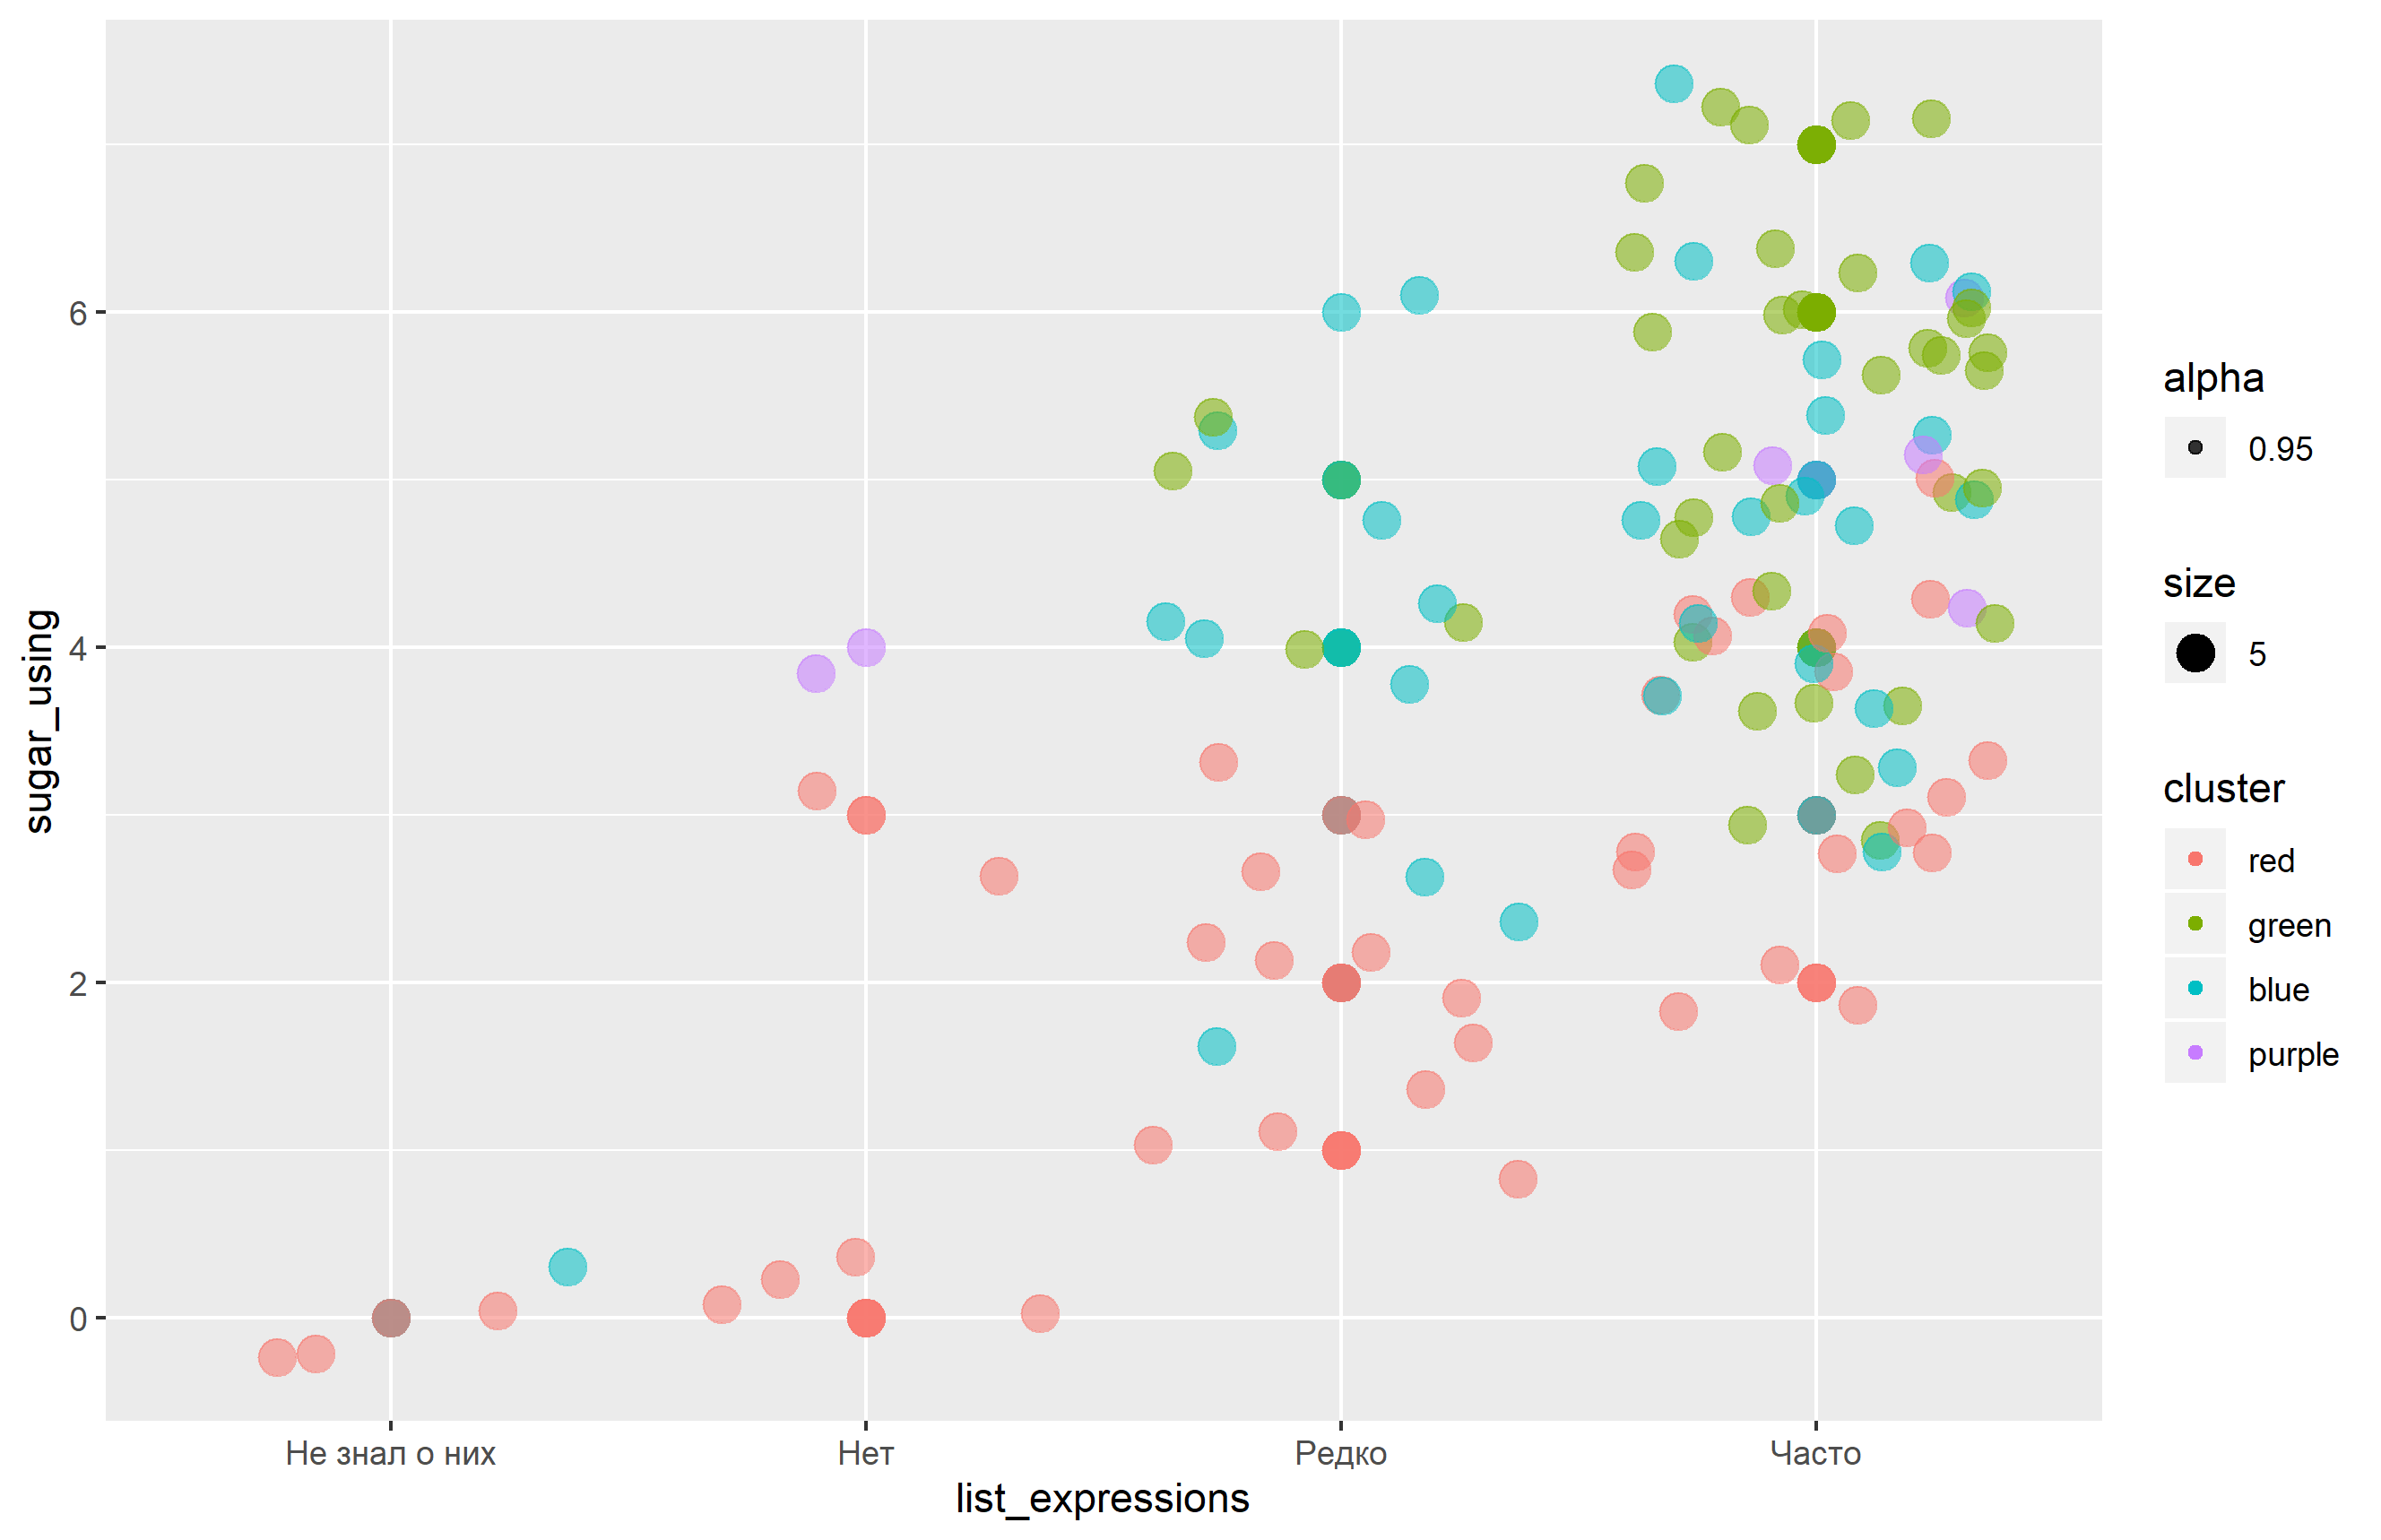 sugar_using
6
4
2
0
Не знал о них
Нет
Редко
Часто
list_expressions
alpha
0.95
size
5
cluster
red
green
blue
purple